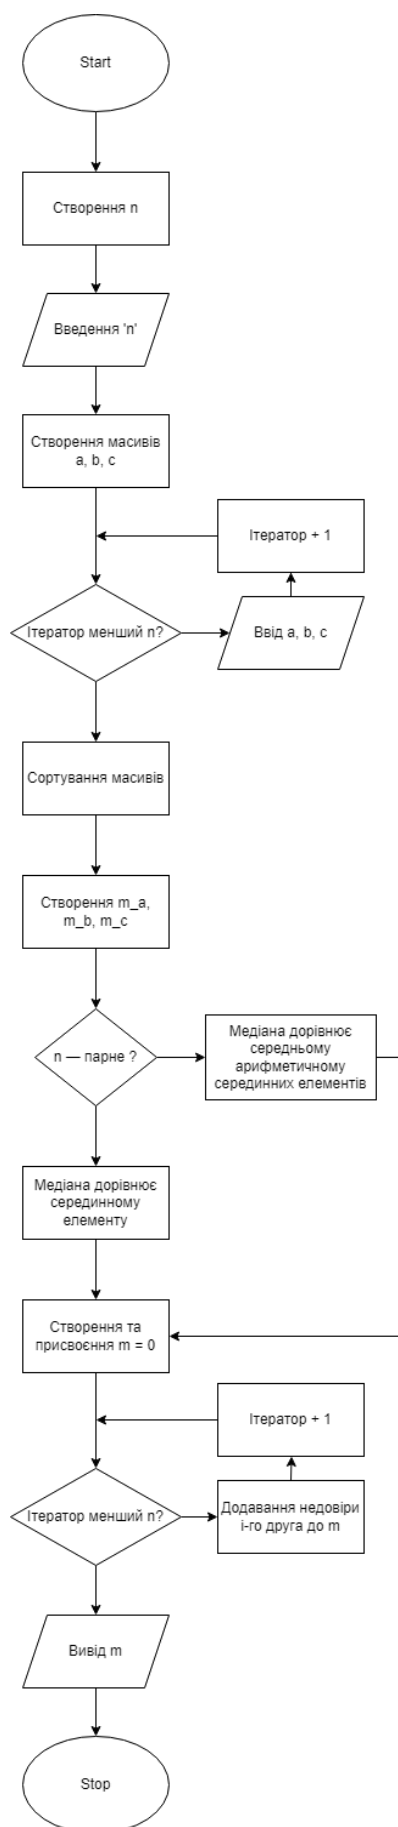 Start
Створення n
Введення 'n'
Створення масивів
a, b, c
Ітератор + 1
Ітератор менший n?
Ввід a, b, c
Сортування масивів
Створення m_a,
m_b, m_c
n — парне ?
Медіана дорівнює
середньому
арифметичному
серединних елементів
Медіана дорівнює
серединному
елементу
Створення та
присвоєння m = 0
Ітератор + 1
Ітератор менший n?
Додавання недовіри
і-го друга до m
Вивід m
Stop